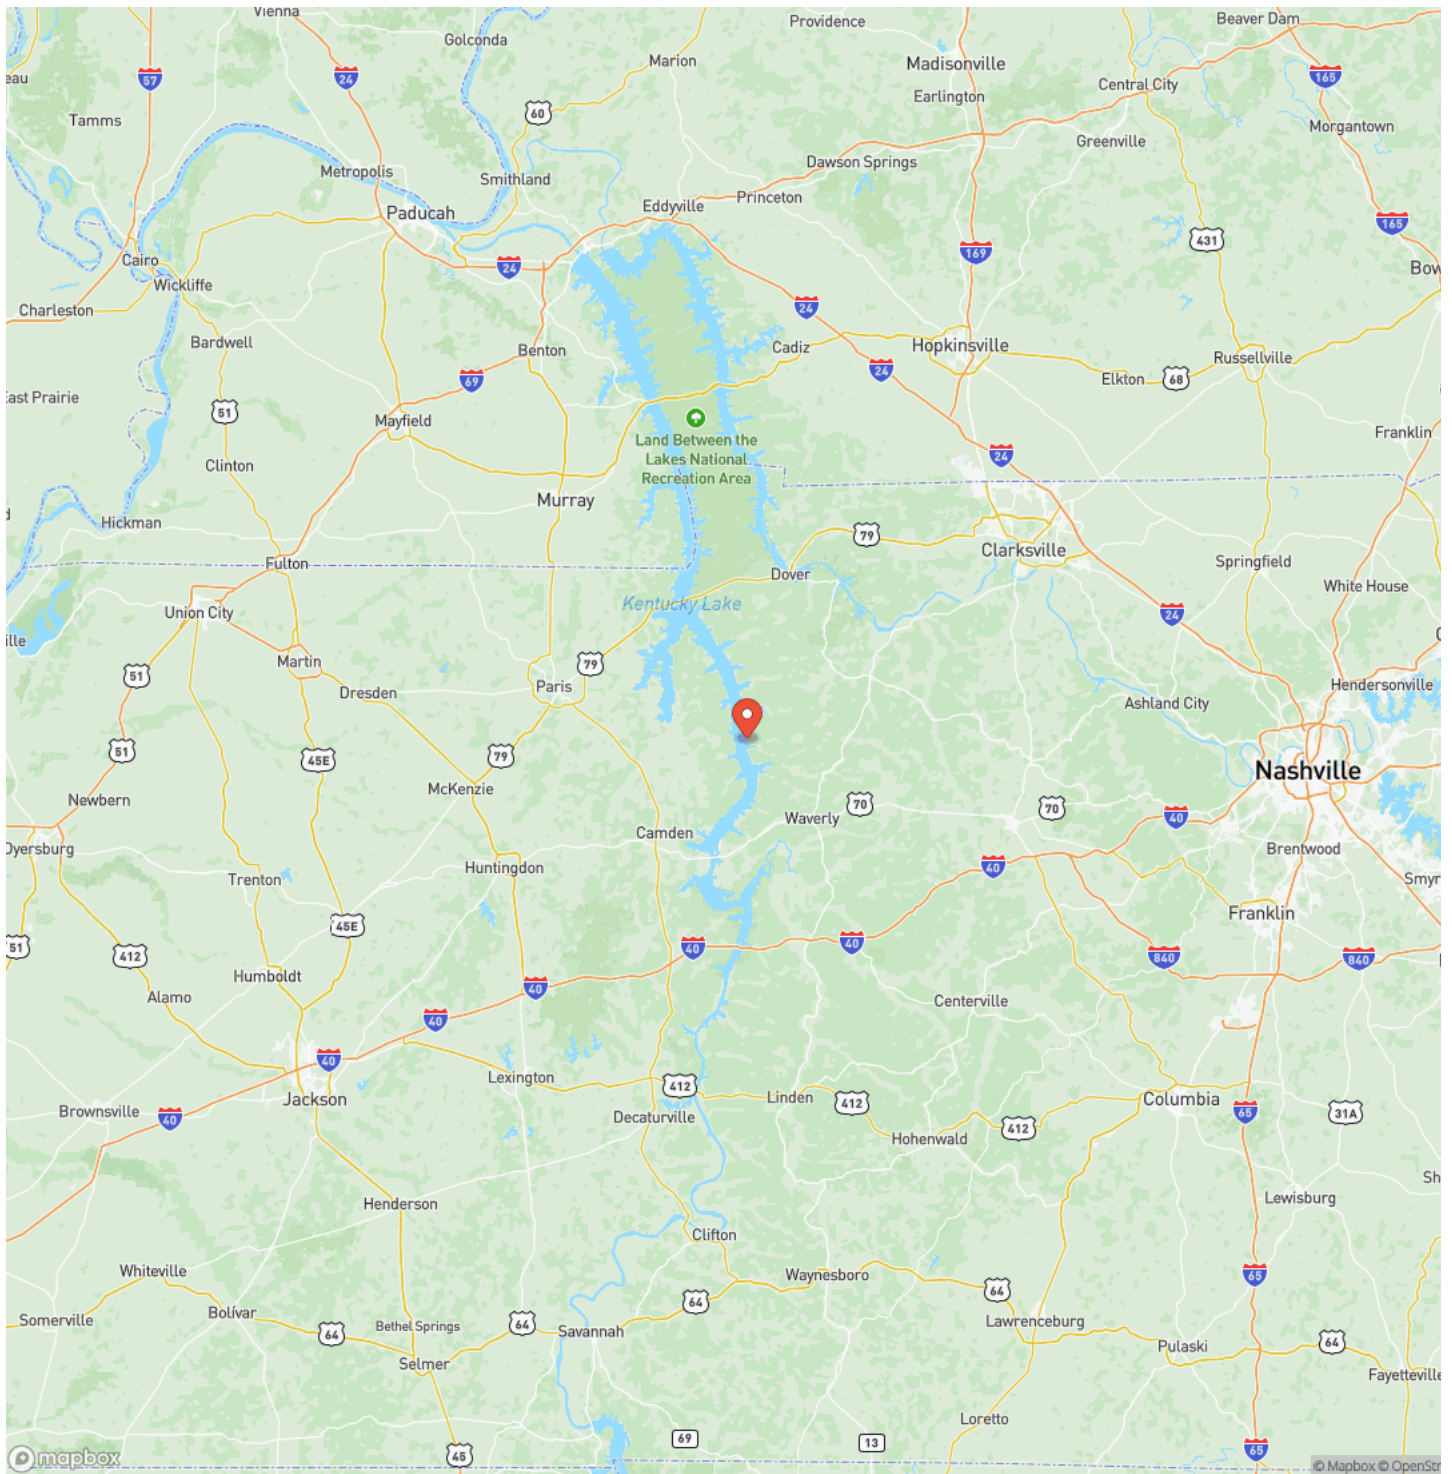 Vienna
Golconda
Providence
Beaver Dam
Marion
Madisonville
57
24
165
Central City
Earlington
60
Tamms
Morgantown
Greenville
Dawson Springs
Metropolis
Smithland
Princeton
Eddyville
Paducah
165
431
169
Cairo
24
Wickliffe
Charleston
24
Bardwell
Benton
Cadiz
Hopkinsville
Russellville
24
69
Elkton
68
East Prairie
51
Mayfield
Land Between the
Lakes National
Recreation Area
Franklin
24
Clinton
Murray
Hickman
79
Clarksville
Fulton
Dover
Springfield
White House
Kentucky Lake
Union City
24
Martin
79
51
Paris
Dresden
Hendersonville
Ashland City
51
45E
79
Nashville
McKenzie
Newbern
70
70
Waverly
40
Camden
Dyersburg
Brentwood
Huntingdon
40
Trenton
Franklin
45E
51
412
40
40
840
840
Humboldt
40
Alamo
Centerville
40
40
Lexington
412
Linden
412
Jackson
Columbia
Brownsville
40
Decaturville
65
31A
412
Hohenwald
Lewisburg
Henderson
Clifton
Whiteville
Waynesboro
65
64
64
Bolívar
Somerville
64
Bethel Springs
64
Savannah
Lawrenceburg
64
Pulaski
Selmer
Fayetteville
Loretto
69
13
45
65
mapbox
© Mapbox © OpenStr